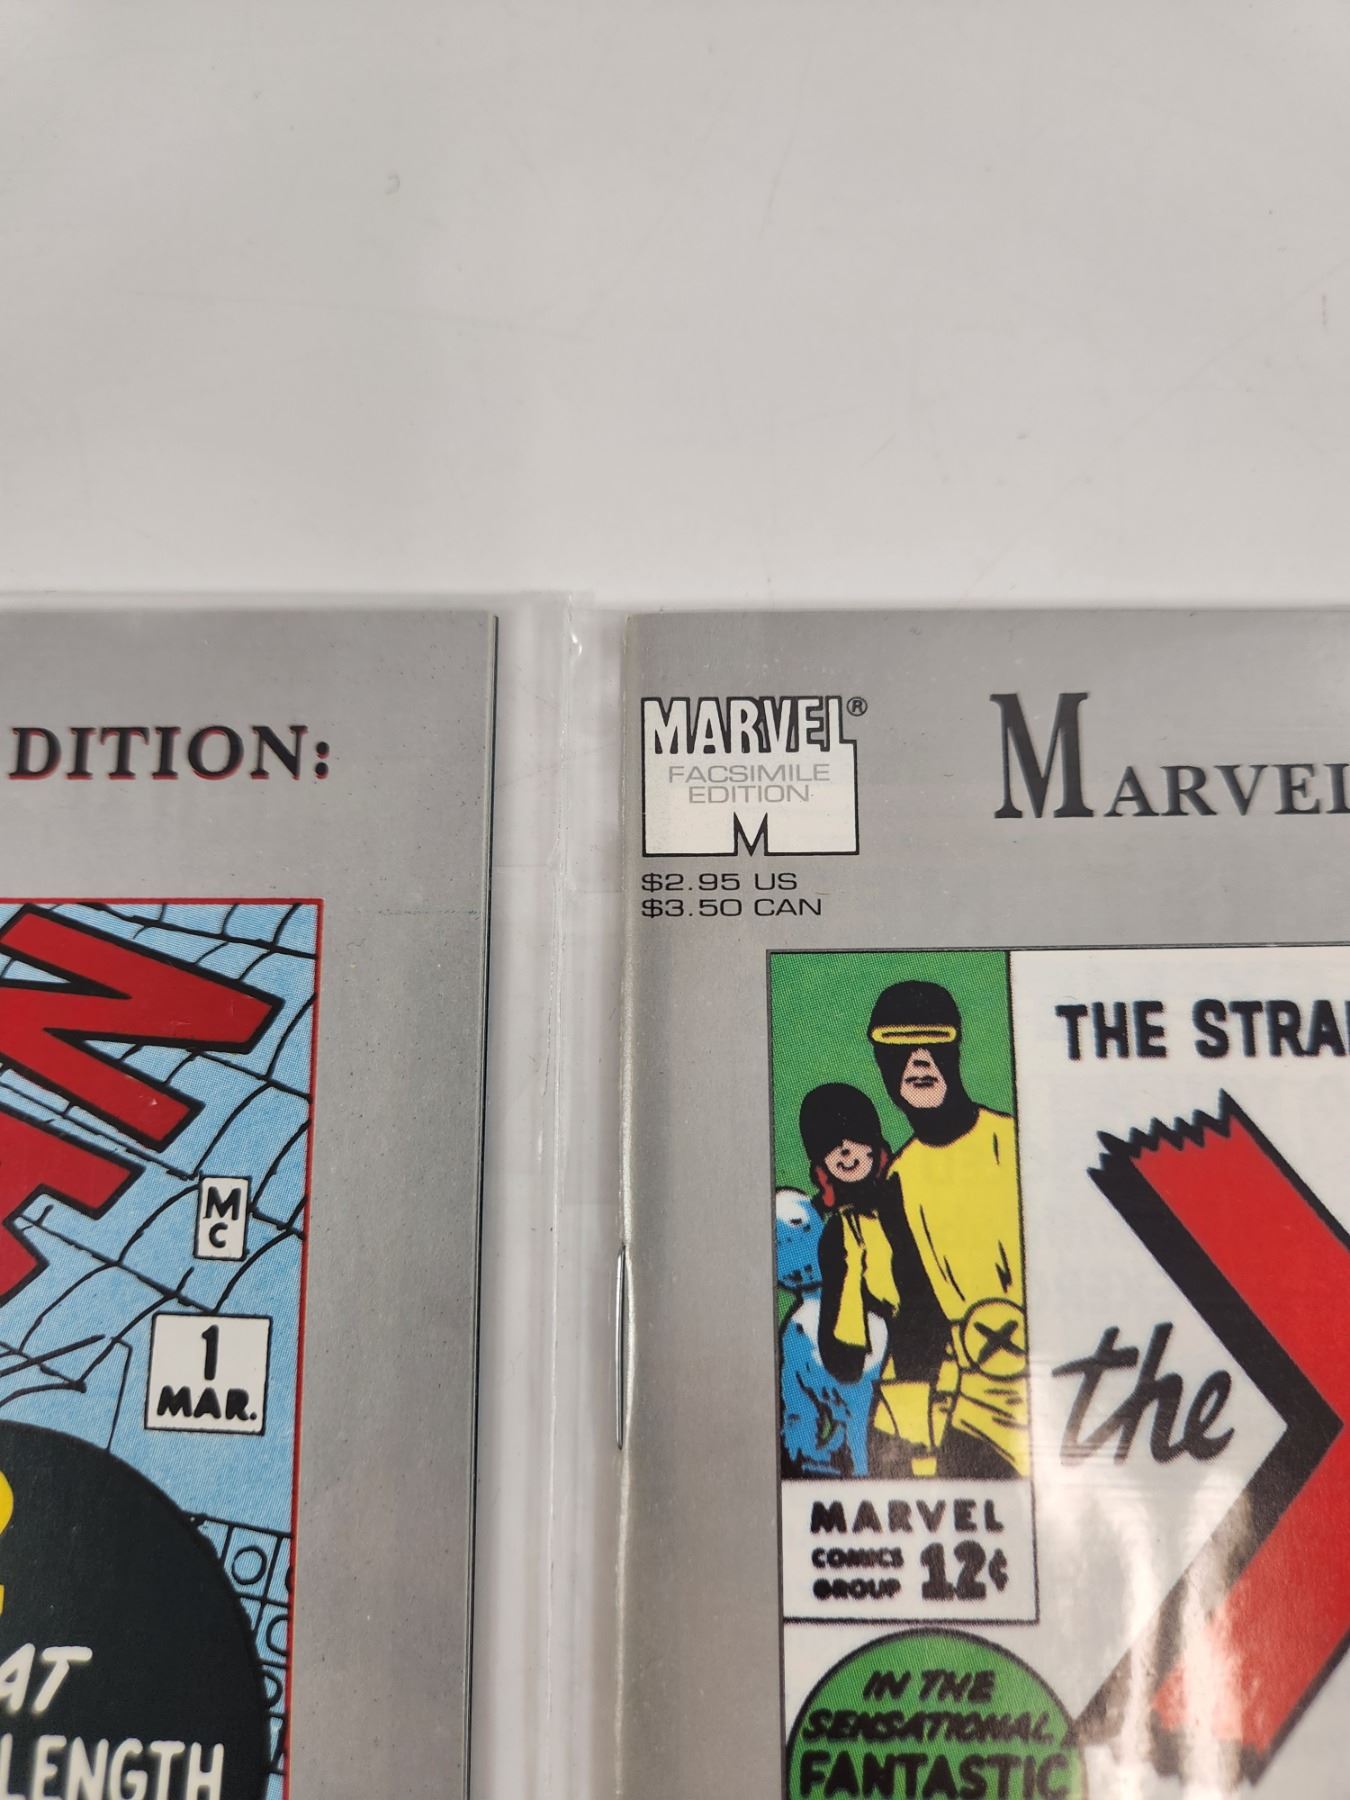 DITION:
MC
1
MAR.
AT
LENGTH
MARVEL®
FACSIMILE
EDITION
M
$2.95 US
$3.50 CAN
MARVEL
THE STRA
the
MARVEL
COMICS
GROUP 12¢
IN THE
SENSATIONAL
FANTASTIC